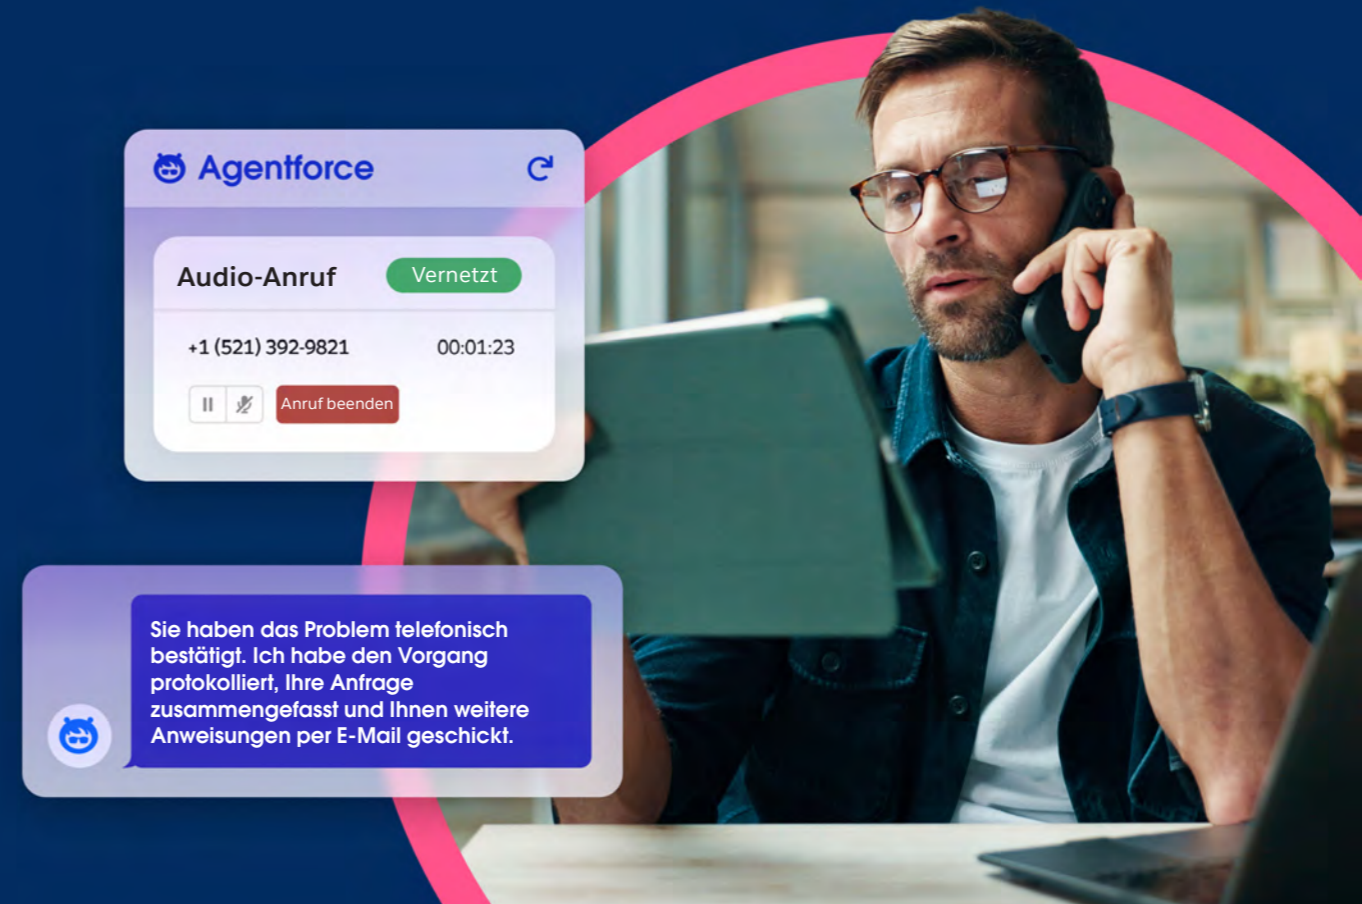 Agentforce
Audio-Anruf Vernetzt
+1 (521) 392-9821 00:01:23
Anruf beenden
Sie haben das Problem telefonisch
bestätigt. Ich habe den Vorgang
protokolliert, Ihre Anfrage
zusammengefasst und Ihnen weitere
Anweisungen per E-Mail geschickt.